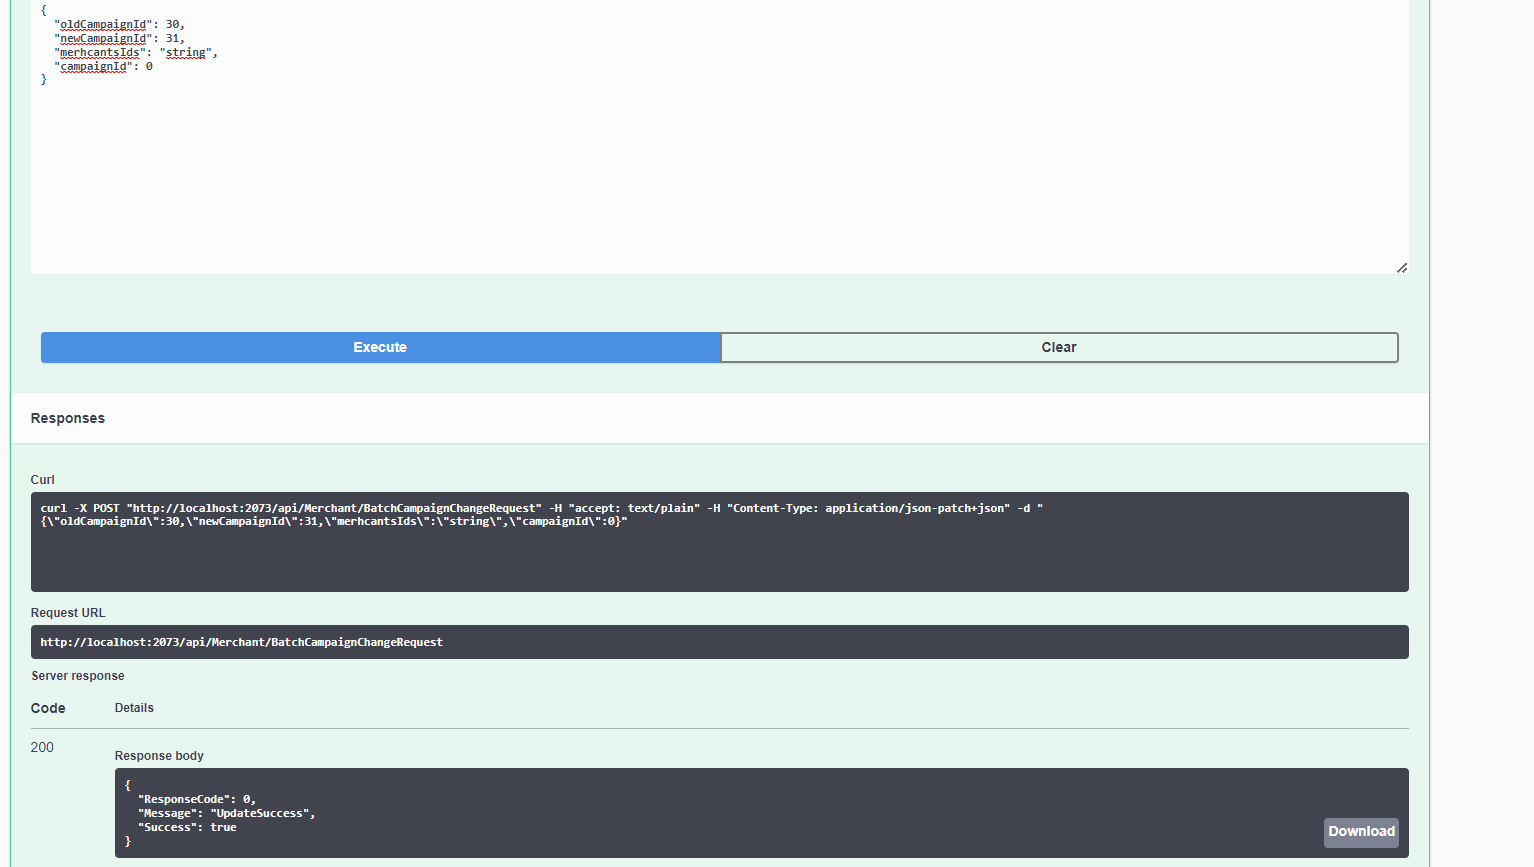 {
"oldCampaignId": 30,
"newCampaignId": 31,
"merhcantsIds": "string",
"campaignId": 0
}
Execute
Clear
Responses
Curl
curl -X POST "http://localhost:2073/api/Merchant/BatchCampaignChangeRequest" -H "accept: text/plain" -H "Content-Type: application/json-patch+json" -d "
{\"oldCampaignId\":30,\"newCampaignId\":31,\"merhcantsIds\":\"string\",\"campaignId\":0}"
Request URL
http://localhost:2073/api/Merchant/BatchCampaignChangeRequest
Server response
Code
Details
200
Response body
{
"ResponseCode": 0,
"Message": "UpdateSuccess",
"Success": true
}
Download